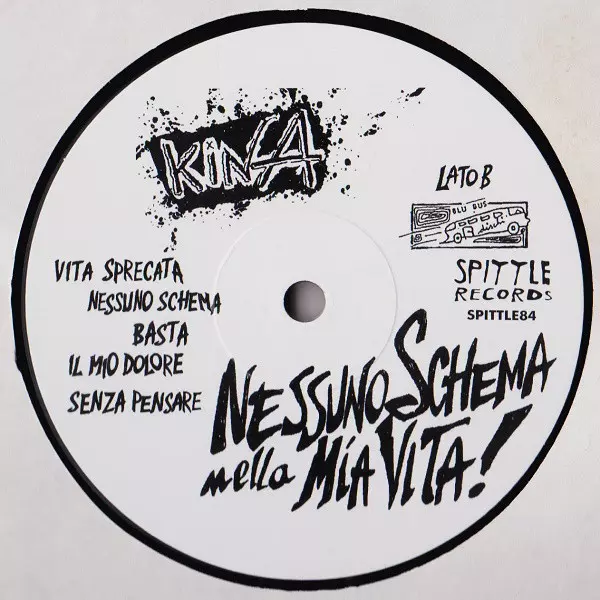 KINA
LATO B
BLU BUS
dischi
SPITTLE
RECORDS
SPITTLE84
VITA SPRECATA
NESSUNO SCHEMA
BASTA
IL MIO DOLORE
SENZA PENSARE
NESSUNO SCHEMA
nella MIA VITA!